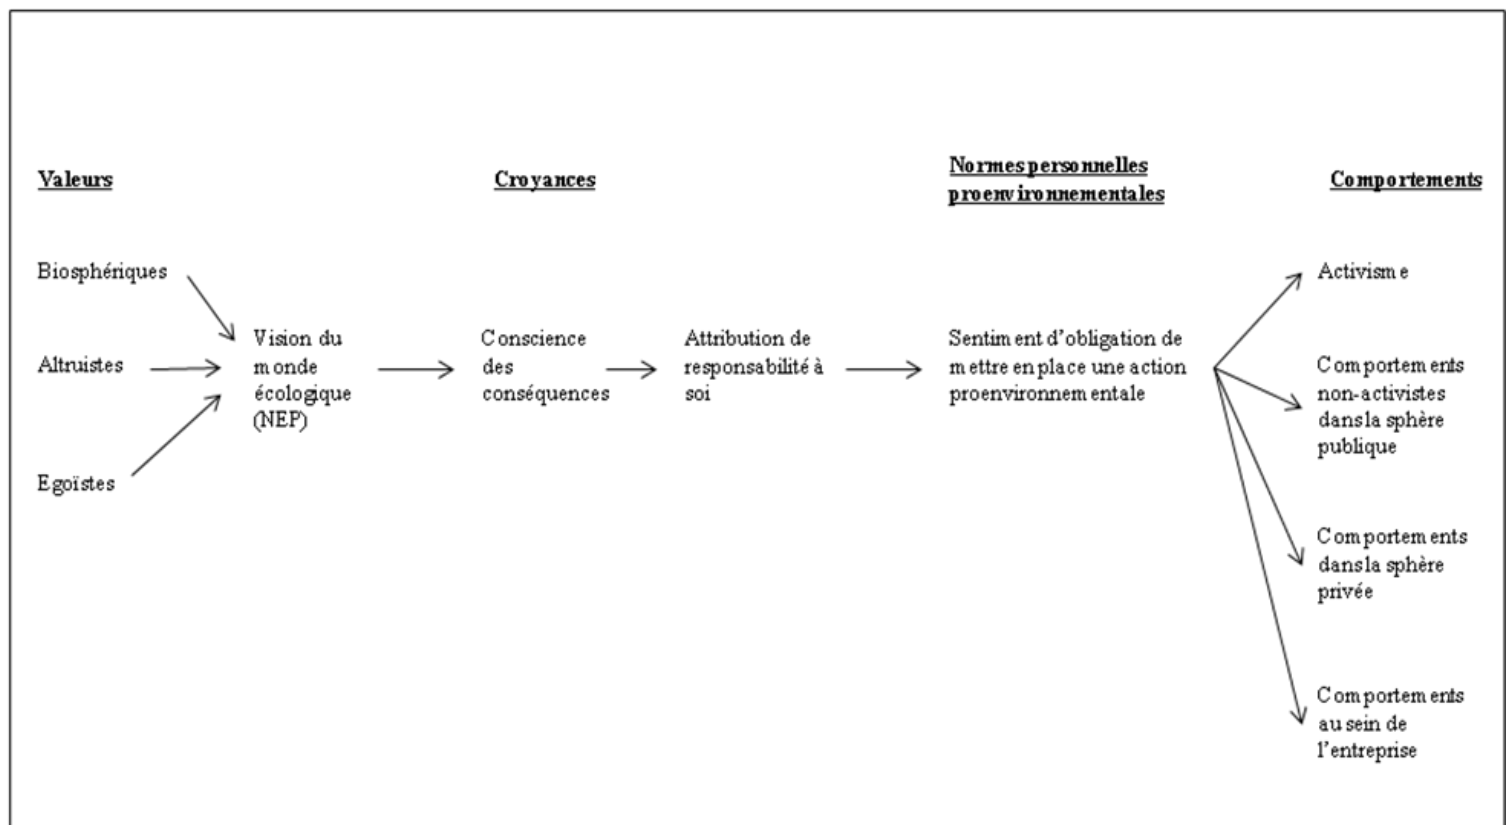 Valeurs
Croyances
Normes personnelles
proenvironnementales
Comportements
Biosphériques
Altruistes
Egoïstes
Vision du
monde
écologique
(NEP)
Conscience
des
conséquences
Attribution de
responsabilité à
soi
Sentiment d'obligation de
mettre en place une action
proenvironnementale
Activisme
Comportements
non-activistes
dans la sphère
publique
Comportements
dans la sphère
privée
Comportements
au sein de
l'entreprise